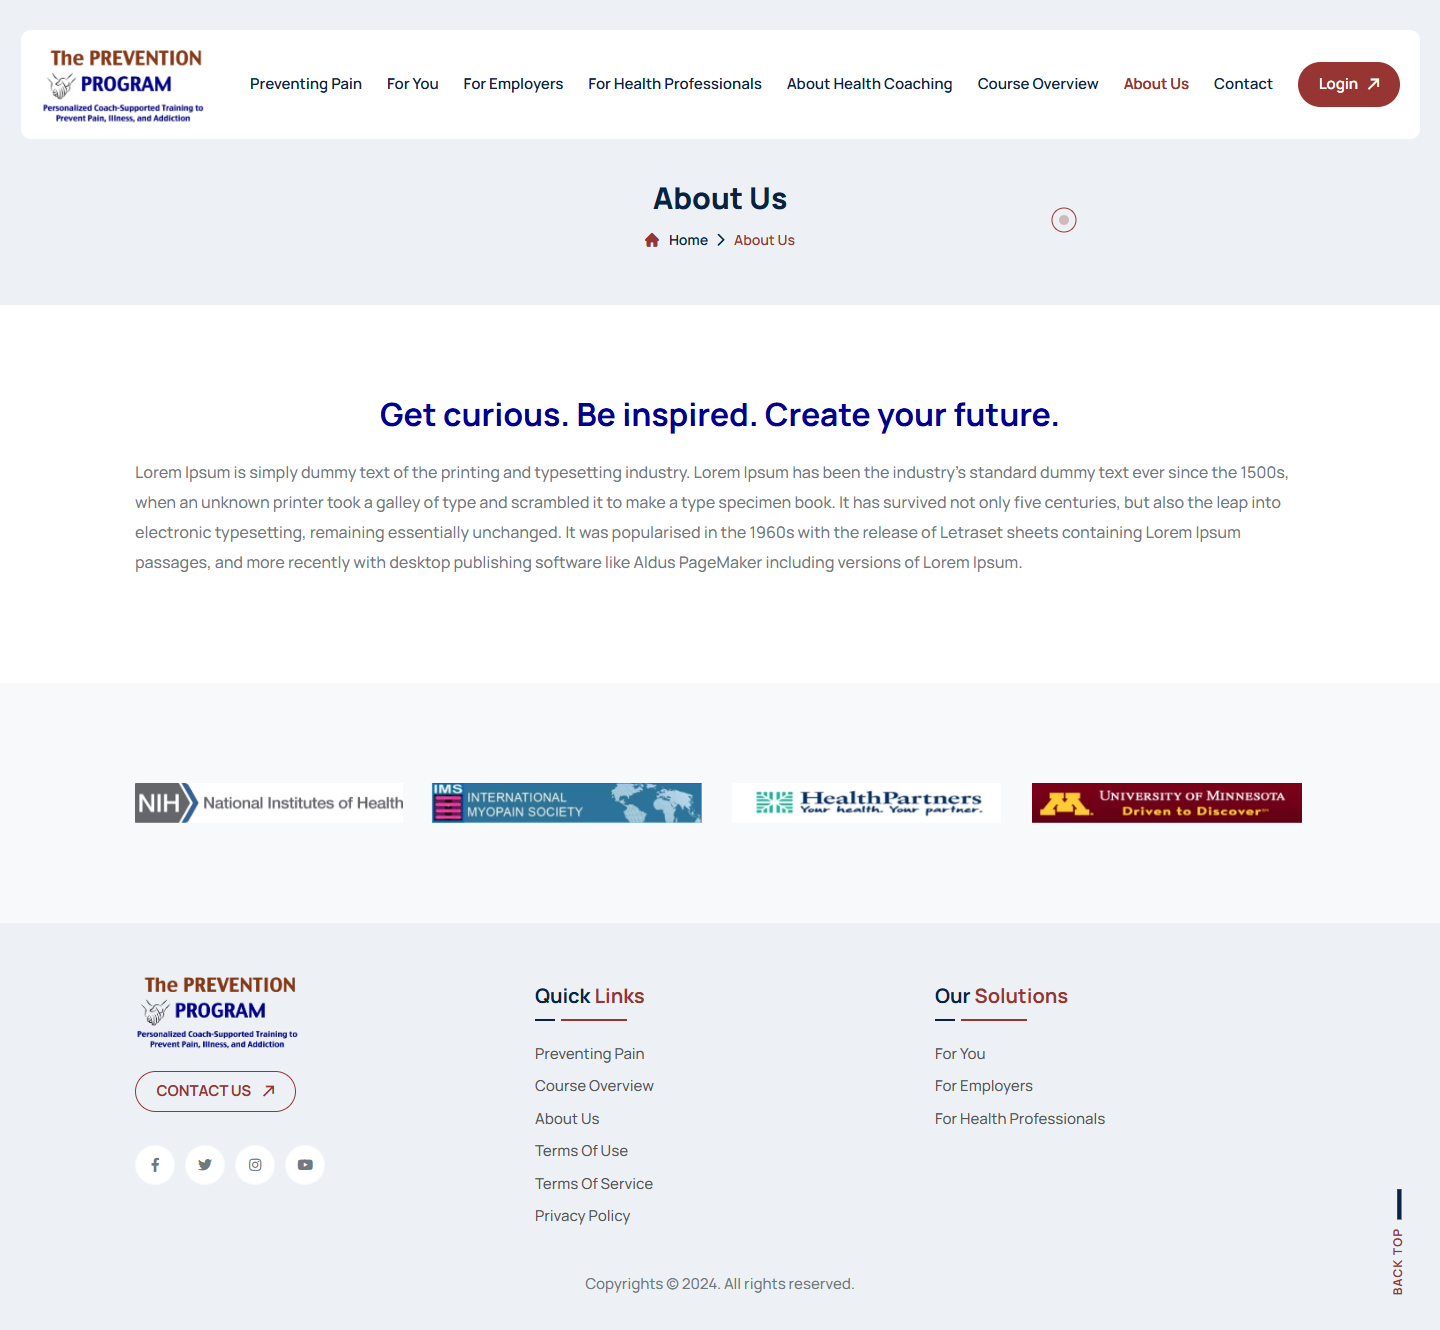 The PREVENTION
PROGRAM
Personalized Coach-Supported Training to
Prevent Pain, Illness, and Addiction
Preventing Pain
For You
For Employers
For Health Professionals
About Health Coaching
Course Overview
About Us
Contact
Login
About Us
Home
About Us
Get curious. Be inspired. Create your future.
Lorem Ipsum is simply dummy text of the printing and typesetting industry. Lorem Ipsum has been the industry's standard dummy text ever since the 1500s,
when an unknown printer took a galley of type and scrambled it to make a type specimen book. It has survived not only five centuries, but also the leap into
electronic typesetting, remaining essentially unchanged. It was popularised in the 1960s with the release of Letraset sheets containing Lorem Ipsum
passages, and more recently with desktop publishing software like Aldus PageMaker including versions of Lorem Ipsum.
NIH National Institutes of Health
IMS
INTERNATIONAL
MYOPAIN SOCIETY
HealthPartners
Your health. Your partner.
M
UNIVERSITY OF MINNESOTA
Driven to Discover℠
The PREVENTION
PROGRAM
Personalized Coach-Supported Training to
Prevent Pain, Illness, and Addiction
CONTACT US
Quick Links
Preventing Pain
Course Overview
About Us
Terms Of Use
Terms Of Service
Privacy Policy
Our Solutions
For You
For Employers
For Health Professionals
BACK TOP
Copyrights © 2024. All rights reserved.